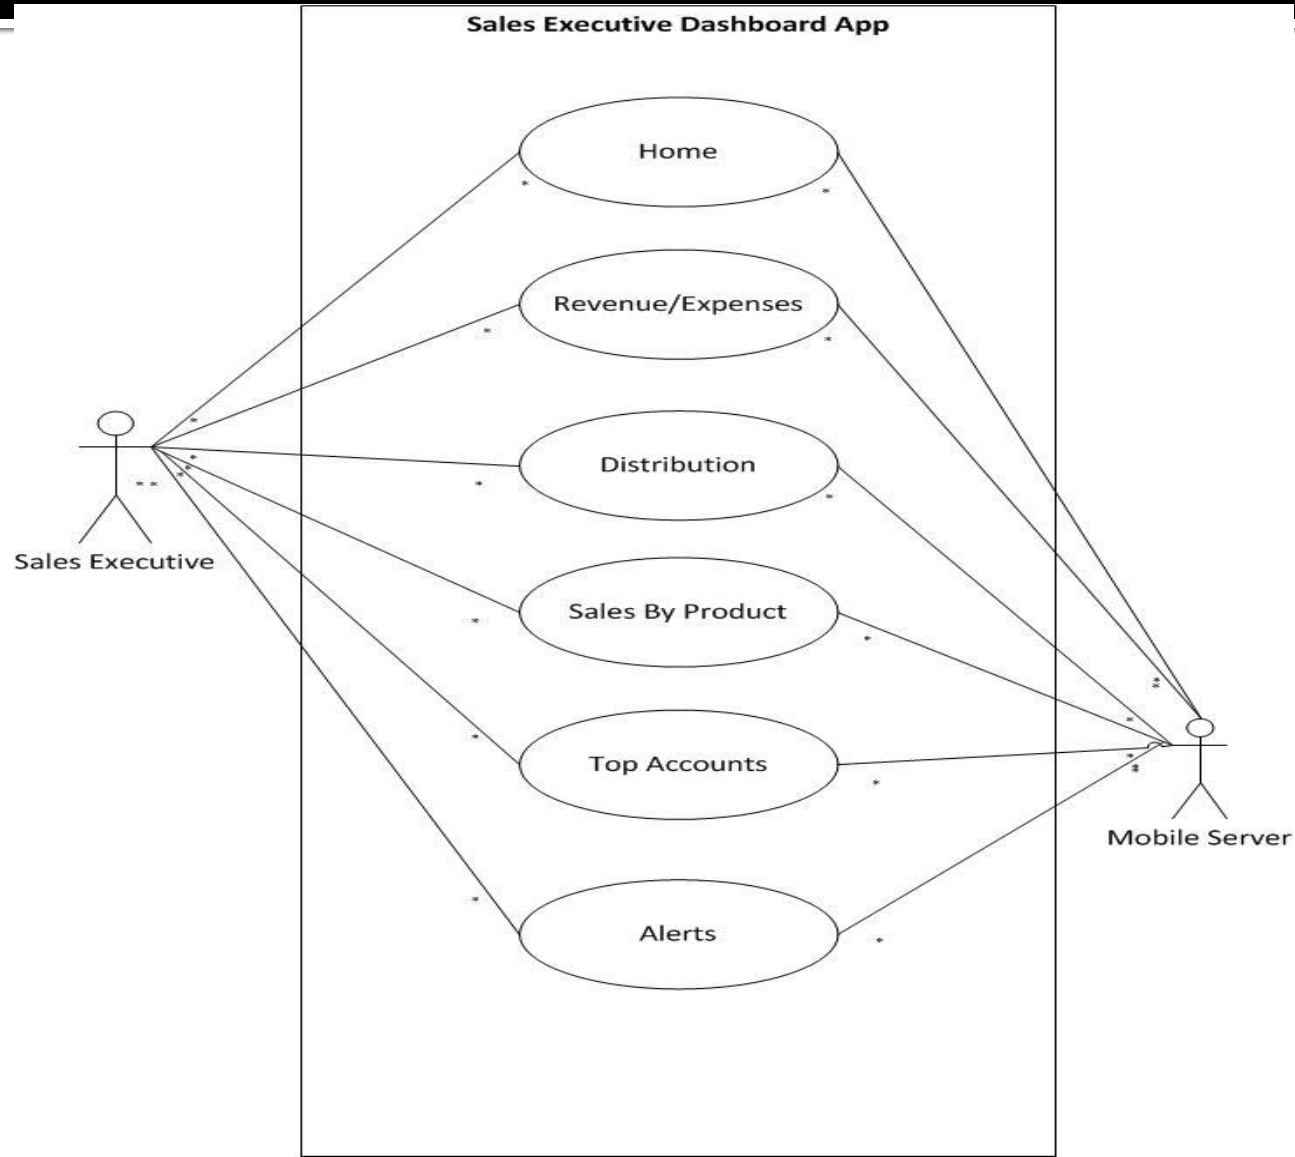 Sales Executive Dashboard App
Home
*
*
Revenue/Expenses
*
*
*
Distribution
*
*
*
*
*
* *
*
Sales Executive
Sales By Product
*
*
*
*
*
Top Accounts
*
*
*
*
*
Mobile Server
*
Alerts
*